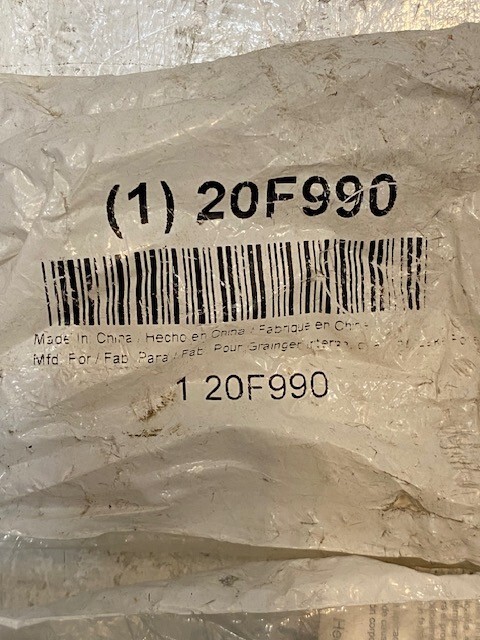 (1) 20F990
Made In China / Hecho en China / Fabriqué en Chine
Mfd. For / Fab. Para / Fab. Pour Grainger
1 20F990